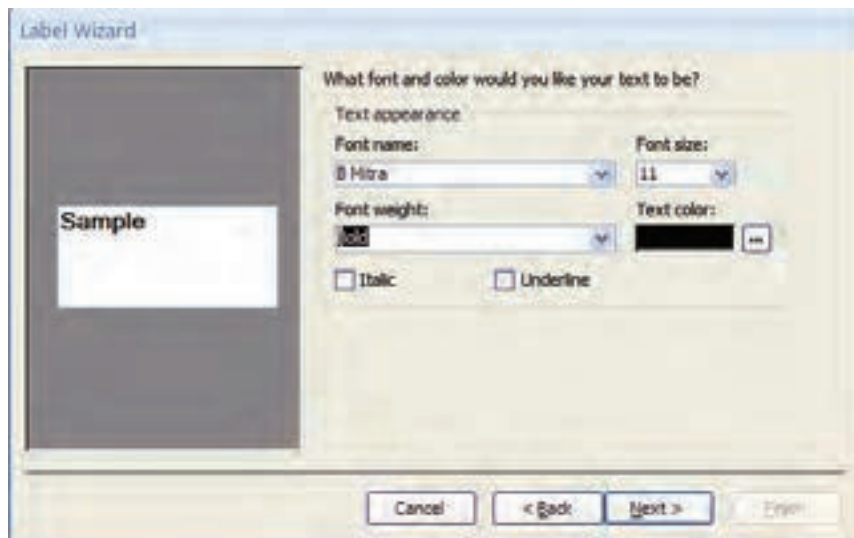 Label Wizard
What font and color would you like your text to be?
Text appearance
Font name:
Font size:
B Mitra
11
Sample
Font weight:
Text color:
Bold
...
Italic
Underline
Cancel
< Back
Next >
Finish